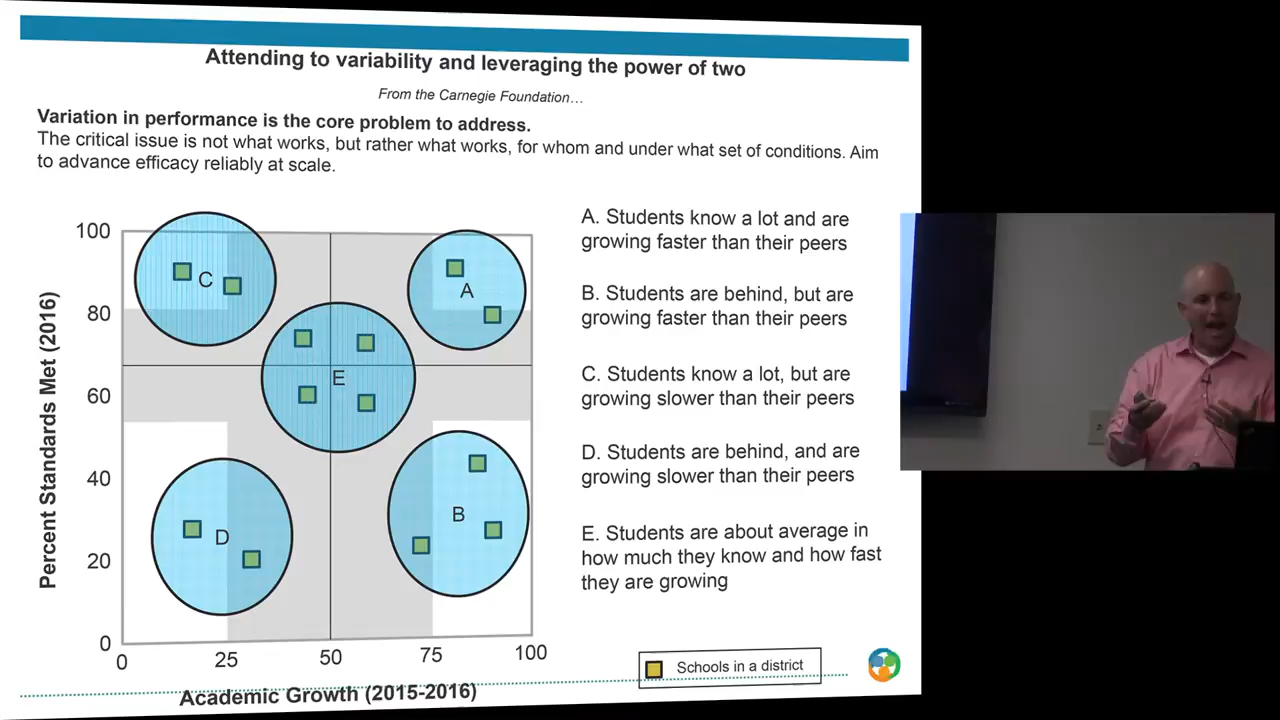 Attending to variability and leveraging the power of two
From the Carnegie Foundation…
Variation in performance is the core problem to address.
The critical issue is not what works, but rather what works, for whom and under what set of conditions. Aim
to advance efficacy reliably at scale.
A. Students know a lot and are
growing faster than their peers
B. Students are behind, but are
growing faster than their peers
C. Students know a lot, but are
growing slower than their peers
D. Students are behind, and are
growing slower than their peers
E. Students are about average in
how much they know and how fast
they are growing
Percent Standards Met (2016)
100
80
60
40
20
0
C
A
E
D
B
0
25
50
75
100
Academic Growth (2015-2016)
Schools in a district